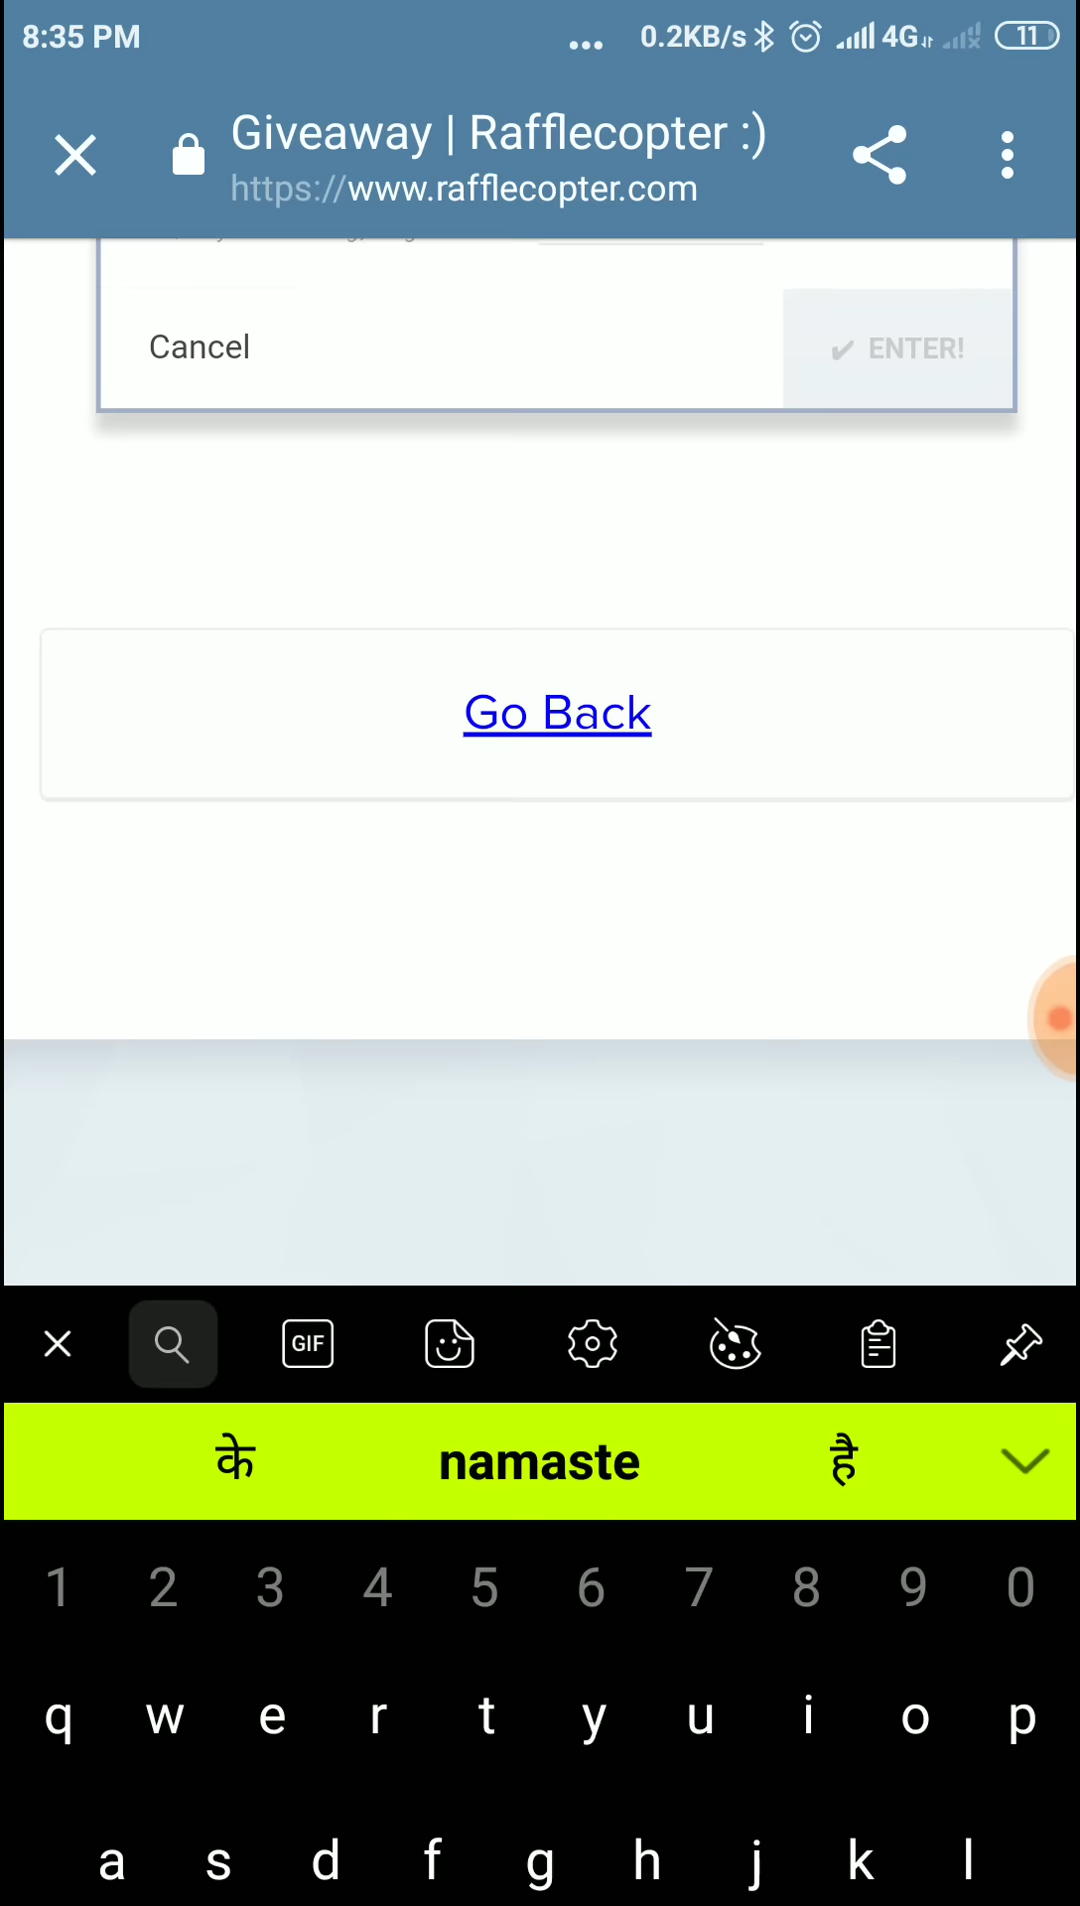 8:35 PM
... 0.2KB/s 4G 11
Giveaway | Rafflecopter :)
https://www.rafflecopter.com
Cancel
✔ ENTER!
Go Back
GIF
के namaste है
1 2 3 4 5 6 7 8 9 0
q w e r t y u i o p
a s d f g h j k l